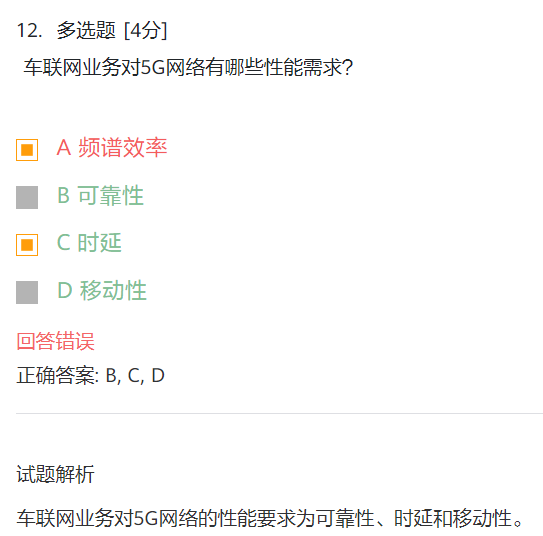 12. 多选题 [4分]
车联网业务对5G网络有哪些性能需求?
A 频谱效率
B 可靠性
C 时延
D 移动性
回答错误
正确答案: B, C, D
试题解析
车联网业务对5G网络的性能要求为可靠性、时延和移动性。